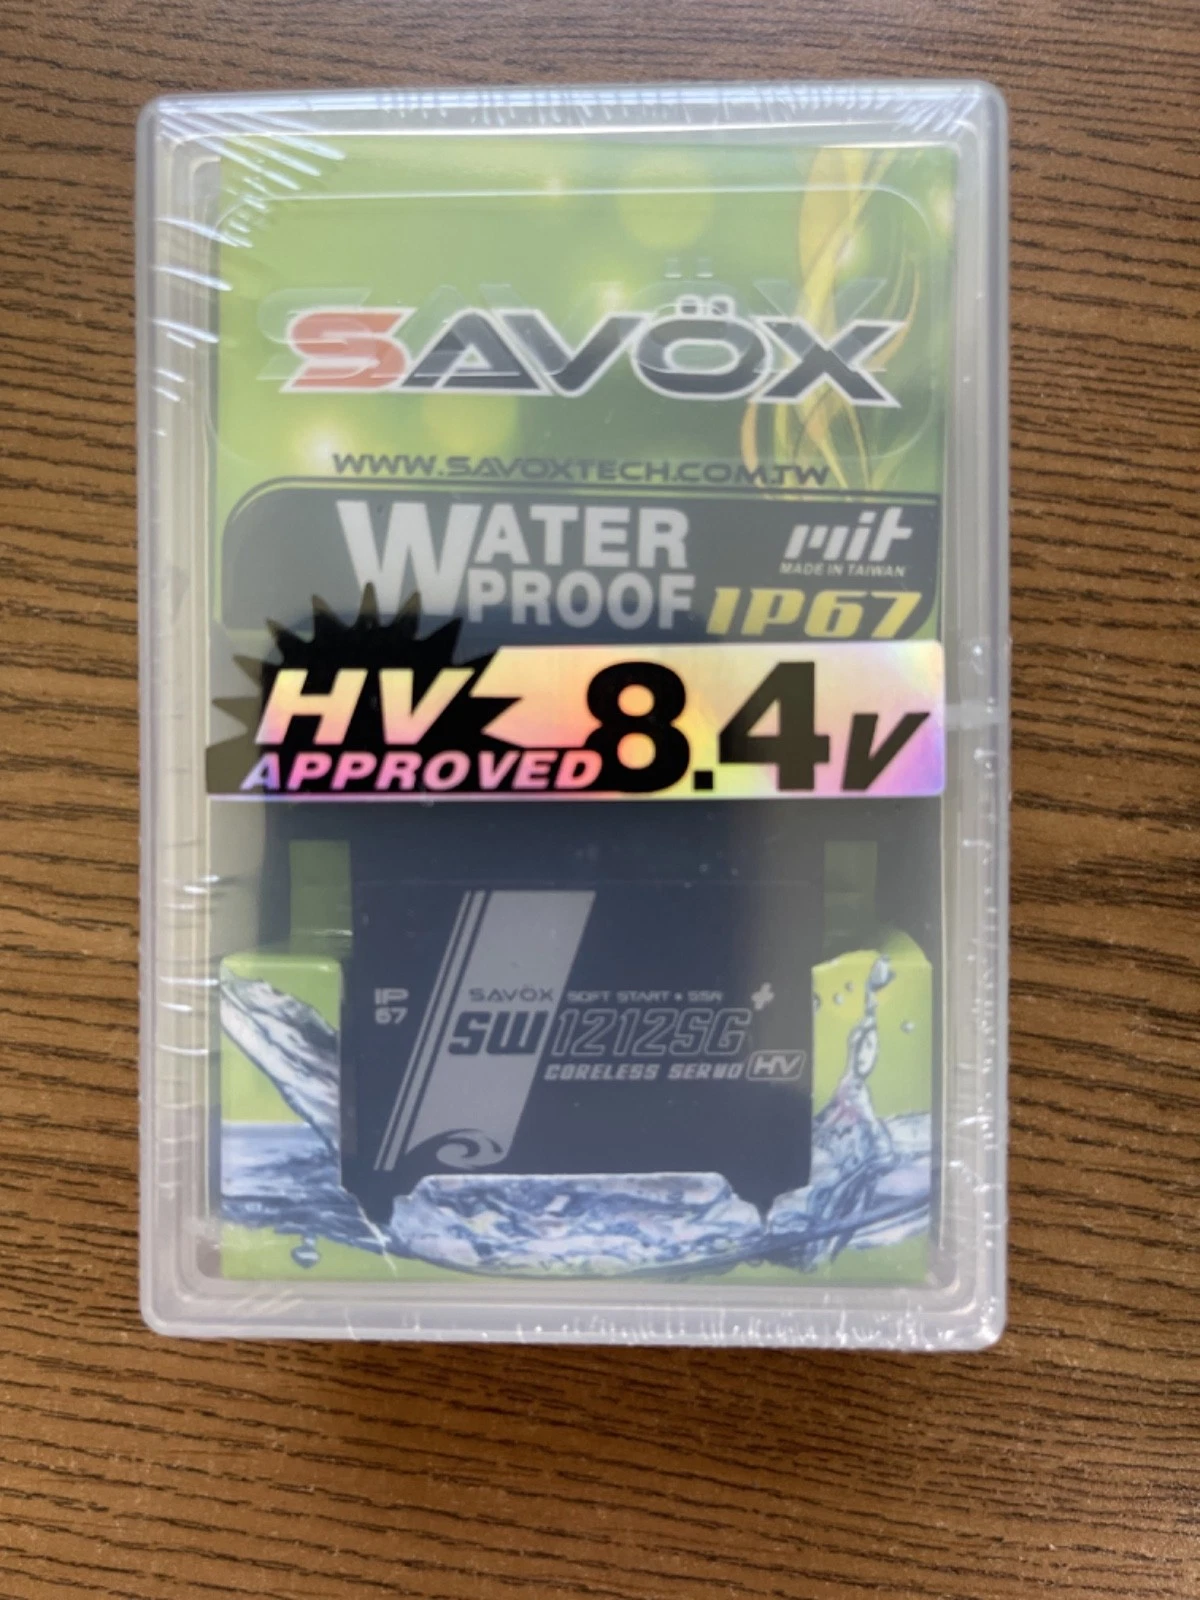 SAVÖX
WWW.SAVOXTECH.COM.TW
WATER
PROOF
mit
MADE IN TAIWAN
IP67
HV
APPROVED
8.4V
IP
67
SAVÖX SOFT START + SSR
SW1212SG+
CORELESS SERVO HV